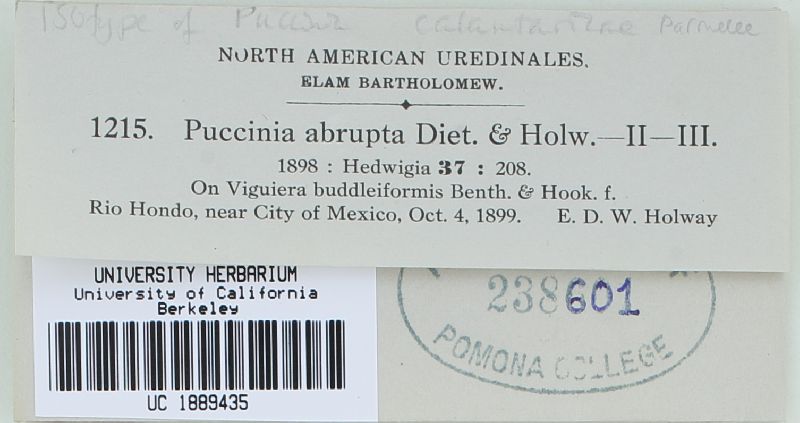 Isotype of Puccinia Parmelee
NORTH AMERICAN UREDINALES.
ELAM BARTHOLOMEW.
1215. Puccinia abrupta Diet. & Holw.—II—III.
1898 : Hedwigia 37 : 208.
On Viguiera buddleiformis Benth. & Hook. f.
Rio Hondo, near City of Mexico, Oct. 4, 1899. E. D. W. Holway
UNIVERSITY HERBARIUM
University of California
Berkeley
UC 1889435
238601
POMONA COLLEGE